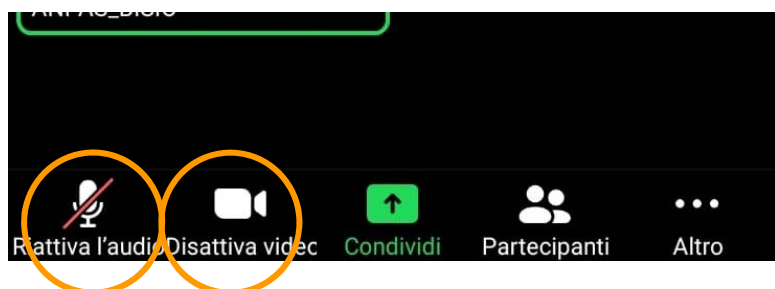 Riattiva l'audio
Disattiva video
Condividi
Partecipanti
Altro